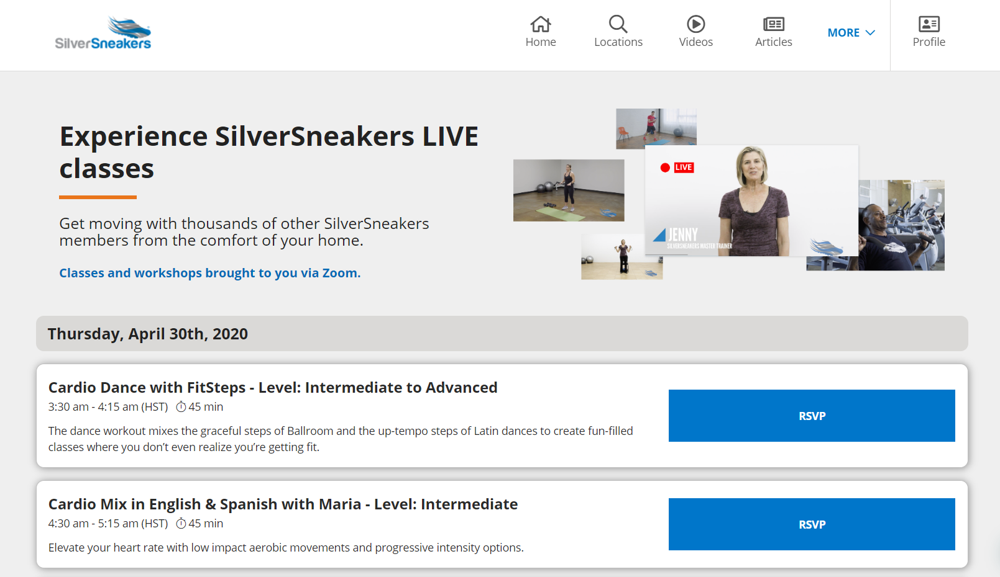 SilverSneakers
Home
Locations
Videos
Articles
MORE
Profile
Experience SilverSneakers LIVE
classes
Get moving with thousands of other SilverSneakers
members from the comfort of your home.
Classes and workshops brought to you via Zoom.
LIVE
JENNY
SILVERSNEAKERS MASTER TRAINER
Thursday, April 30th, 2020
Cardio Dance with FitSteps - Level: Intermediate to Advanced
3:30 am - 4:15 am (HST) 45 min
The dance workout mixes the graceful steps of Ballroom and the up-tempo steps of Latin dances to create fun-filled
classes where you don’t even realize you’re getting fit.
RSVP
Cardio Mix in English & Spanish with Maria - Level: Intermediate
4:30 am - 5:15 am (HST) 45 min
Elevate your heart rate with low impact aerobic movements and progressive intensity options.
RSVP